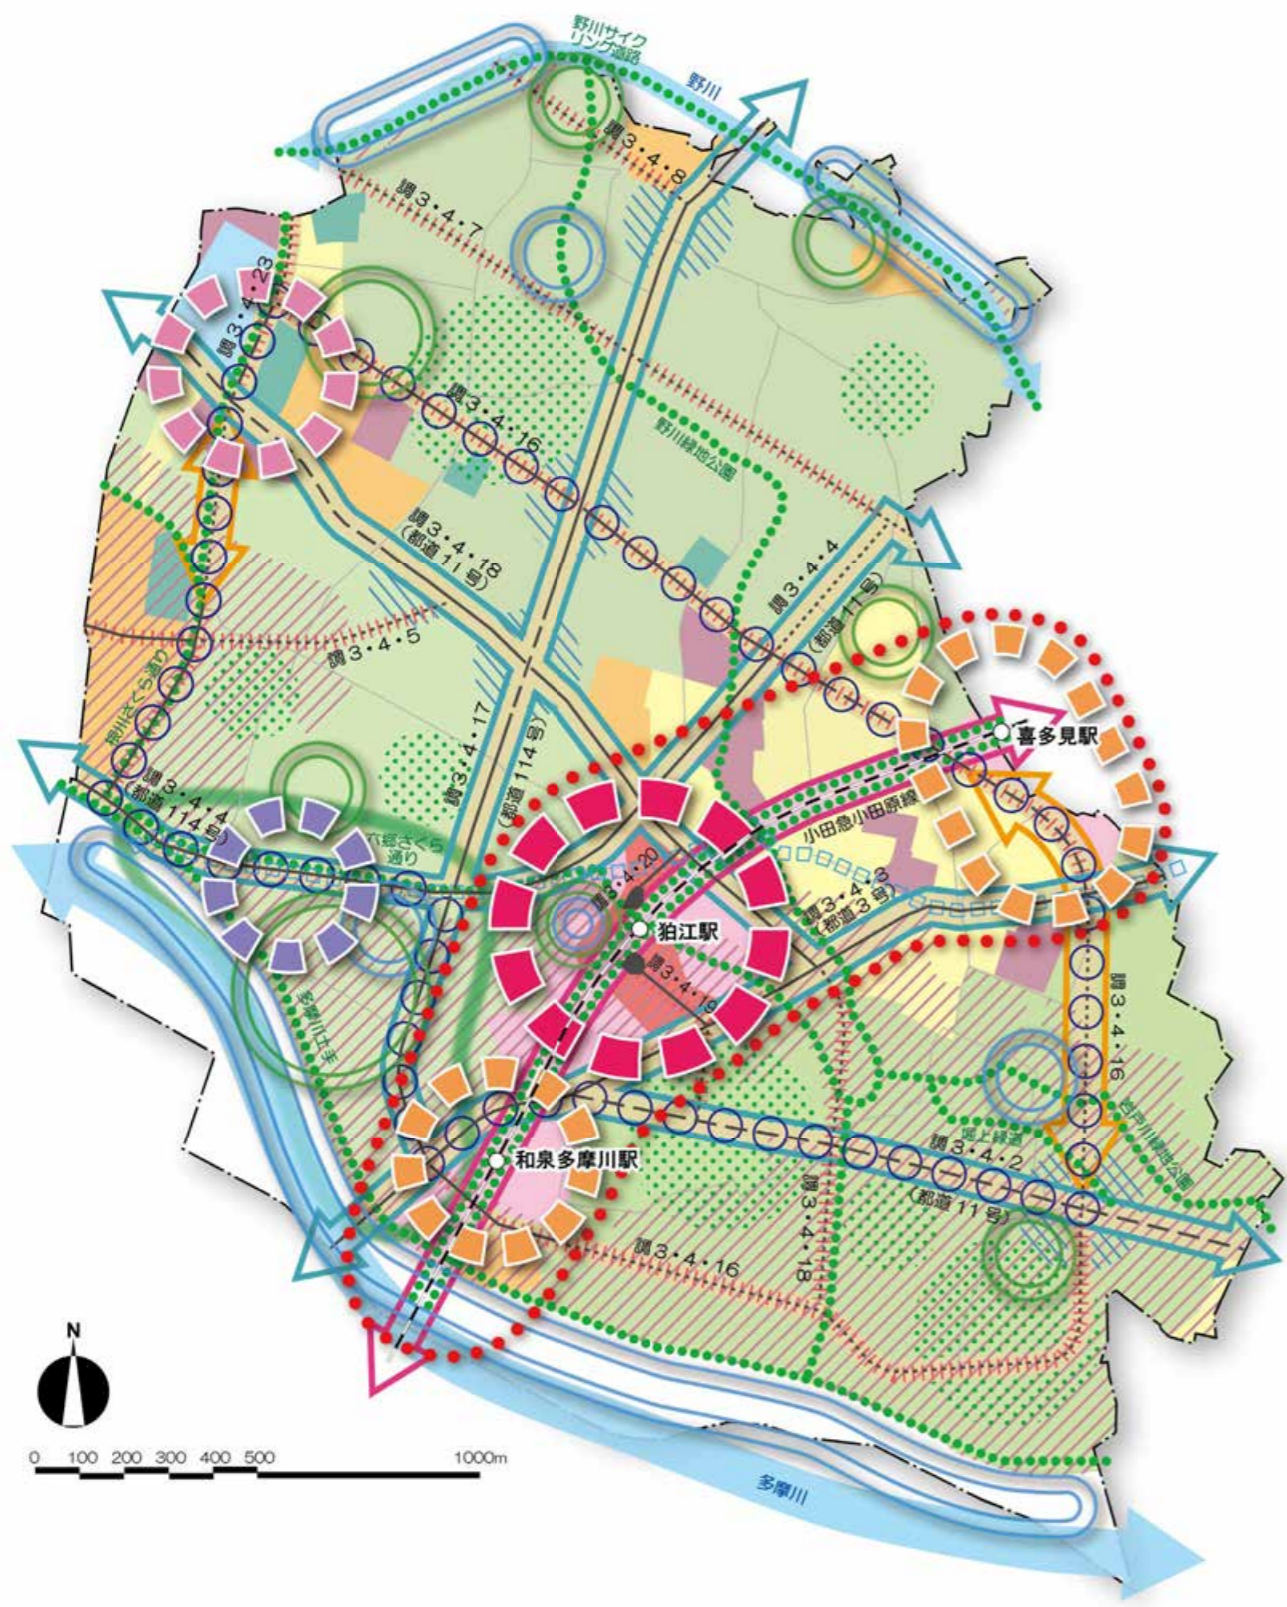 野川サイク
リング道路
野川
調3・4・8
調3・4・7
調3・4・23
調3・4・16
野川緑地公園
調3・4・18
(都道11号)
調3・4・4
(都道11号)
調3・4・5
根川さくら通り
調3・4・17
(都道114号)
喜多見駅
小田急小田原線
調3・4・4
(都道114号)
六郷さくら
通り
調3・4・20
調3・4・3
(都道3号)
狛江駅
調3・4・19
多摩川土手
調3・4・16
岩戸川緑地公園
調3・4・2
(都道11号)
和泉多摩川駅
調3・4・18
調3・4・16
N
0 100 200 300 400 500 1000m
多摩川